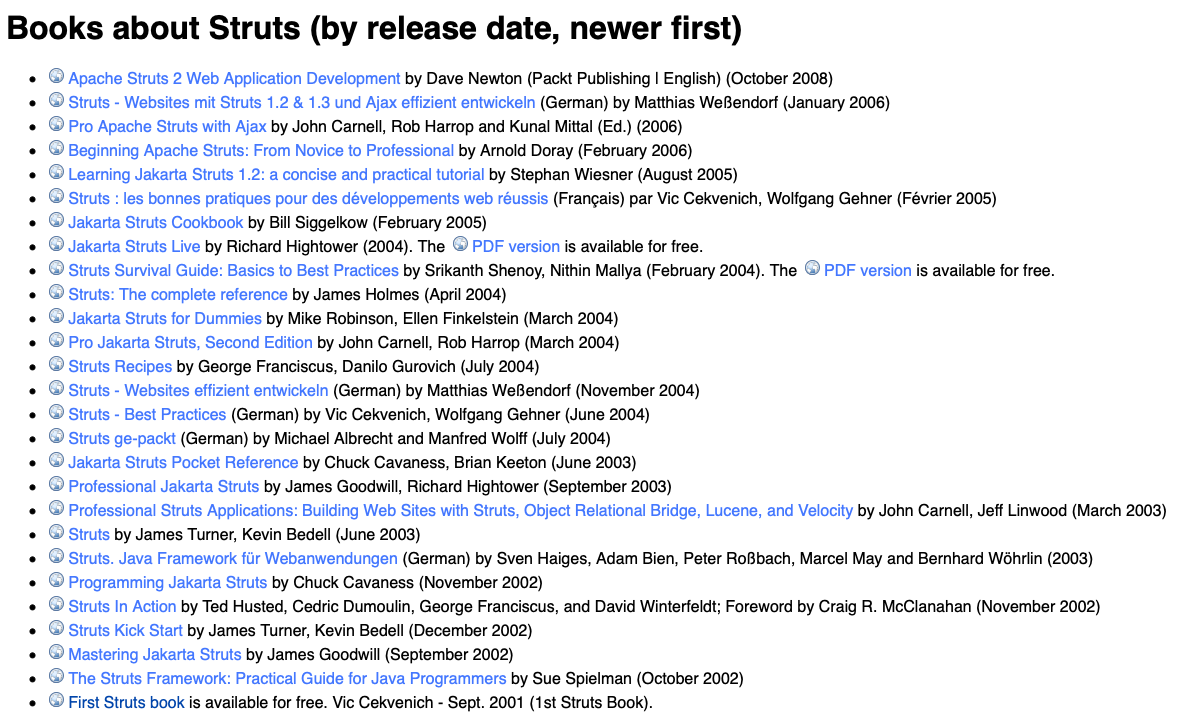 Books about Struts (by release date, newer first)
Apache Struts 2 Web Application Development by Dave Newton (Packt Publishing | English) (October 2008)
Struts - Websites mit Struts 1.2 & 1.3 und Ajax effizient entwickeln (German) by Matthias Weßendorf (January 2006)
Pro Apache Struts with Ajax by John Carnell, Rob Harrop and Kunal Mittal (Ed.) (2006)
Beginning Apache Struts: From Novice to Professional by Arnold Doray (February 2006)
Learning Jakarta Struts 1.2: a concise and practical tutorial by Stephan Wiesner (August 2005)
Struts : les bonnes pratiques pour des développements web réussis (Français) par Vic Cekvenich, Wolfgang Gehner (Février 2005)
Jakarta Struts Cookbook by Bill Siggelkow (February 2005)
Jakarta Struts Live by Richard Hightower (2004). The PDF version is available for free.
Struts Survival Guide: Basics to Best Practices by Srikanth Shenoy, Nithin Mallya (February 2004). The PDF version is available for free.
Struts: The complete reference by James Holmes (April 2004)
Jakarta Struts for Dummies by Mike Robinson, Ellen Finkelstein (March 2004)
Pro Jakarta Struts, Second Edition by John Carnell, Rob Harrop (March 2004)
Struts Recipes by George Franciscus, Danilo Gurovich (July 2004)
Struts - Websites effizient entwickeln (German) by Matthias Weßendorf (November 2004)
Struts - Best Practices (German) by Vic Cekvenich, Wolfgang Gehner (June 2004)
Struts ge-packt (German) by Michael Albrecht and Manfred Wolff (July 2004)
Jakarta Struts Pocket Reference by Chuck Cavaness, Brian Keeton (June 2003)
Professional Jakarta Struts by James Goodwill, Richard Hightower (September 2003)
Professional Struts Applications: Building Web Sites with Struts, Object Relational Bridge, Lucene, and Velocity by John Carnell, Jeff Linwood (March 2003)
Struts by James Turner, Kevin Bedell (June 2003)
Struts. Java Framework für Webanwendungen (German) by Sven Haiges, Adam Bien, Peter Roßbach, Marcel May and Bernhard Wöhrlin (2003)
Programming Jakarta Struts by Chuck Cavaness (November 2002)
Struts In Action by Ted Husted, Cedric Dumoulin, George Franciscus, and David Winterfeldt; Foreword by Craig R. McClanahan (November 2002)
Struts Kick Start by James Turner, Kevin Bedell (December 2002)
Mastering Jakarta Struts by James Goodwill (September 2002)
The Struts Framework: Practical Guide for Java Programmers by Sue Spielman (October 2002)
First Struts book is available for free. Vic Cekvenich - Sept. 2001 (1st Struts Book).